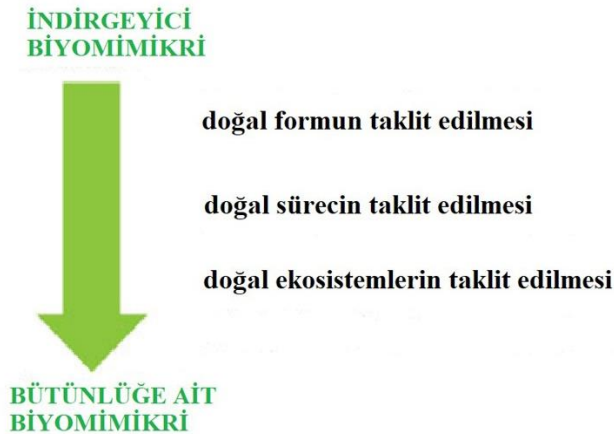 İNDİRGEYİCİ
BİYOMİMİKRİ
doğal formun taklit edilmesi
doğal sürecin taklit edilmesi
doğal ekosistemlerin taklit edilmesi
BÜTÜNLÜĞE AİT
BİYOMİMİKRİ